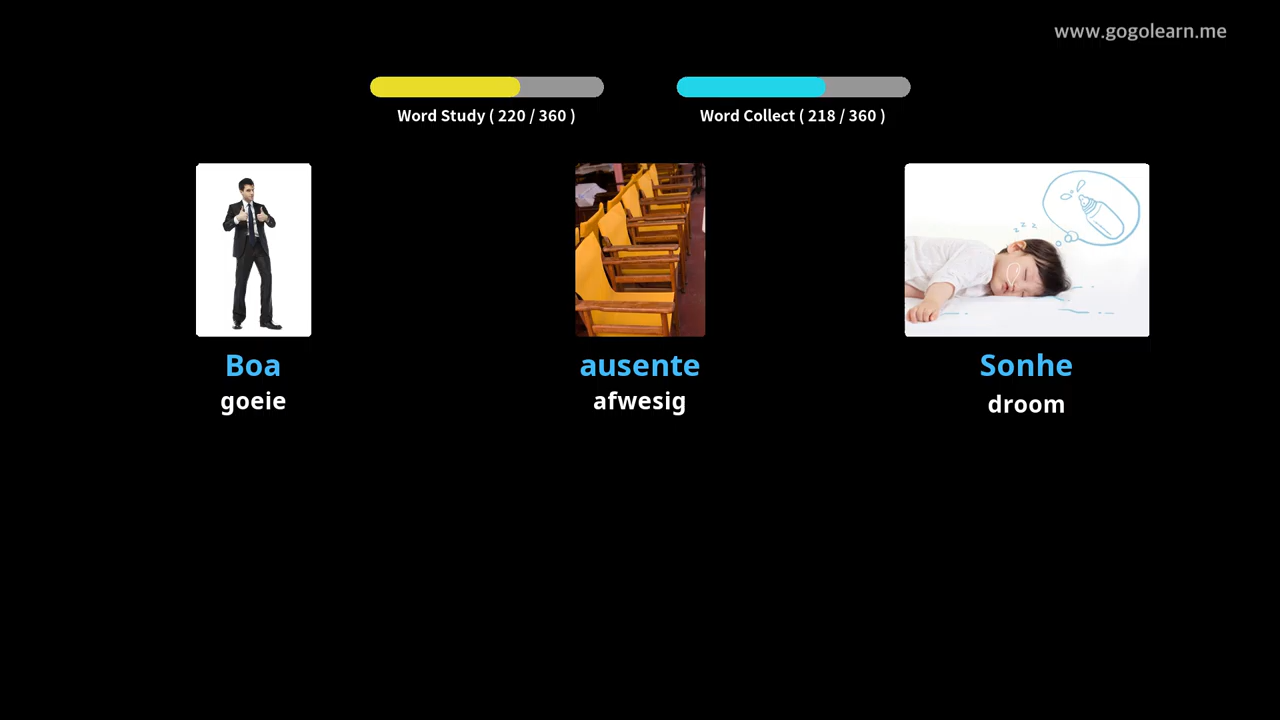 www.gogolearn.me
Word Study ( 220 / 360 )
Word Collect ( 218 / 360 )
Boa
goeie
ausente
afwesig
z z z
Sonhe
droom